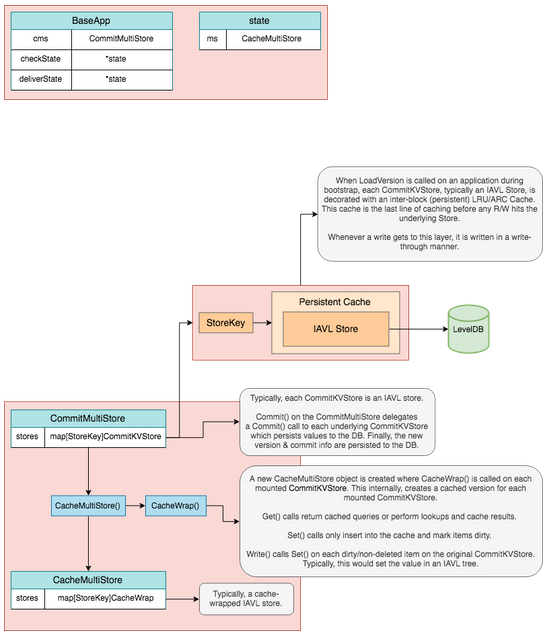 BaseApp
cms CommitMultiStore
checkState *state
deliverState *state
state
ms CacheMultiStore
When LoadVersion is called on an application during
bootstrap, each CommitKVStore, typically an IAVL Store, is
decorated with an inter-block (persistent) LRU/ARC Cache.
This cache is the last line of caching before any R/W hits the
underlying Store.
Whenever a write gets to this layer, it is written in a write-
through manner.
Persistent Cache
StoreKey
IAVL Store
LevelDB
CommitMultiStore
stores map[StoreKey]CommitKVStore
Typically, each CommitKVStore is an IAVL store.
Commit() on the CommitMultiStore delegates
a Commit() call to each underlying CommitKVStore
which persists values to the DB. Finally, the new
version & commit info are persisted to the DB.
CacheMultiStore()
CacheWrap()
A new CacheMultiStore object is created where CacheWrap() is called on each
mounted CommitKVStore. This internally, creates a cached version for each
mounted CommitKVStore.
Get() calls return cached queries or perform lookups and cache results.
Set() calls only insert into the cache and mark items dirty.
Write() calls Set() on each dirty/non-deleted item on the original CommitKVStore.
Typically, this would set the value in an IAVL tree.
CacheMultiStore
stores map[StoreKey]CacheWrap
Typically, a cache-
wrapped IAVL store.